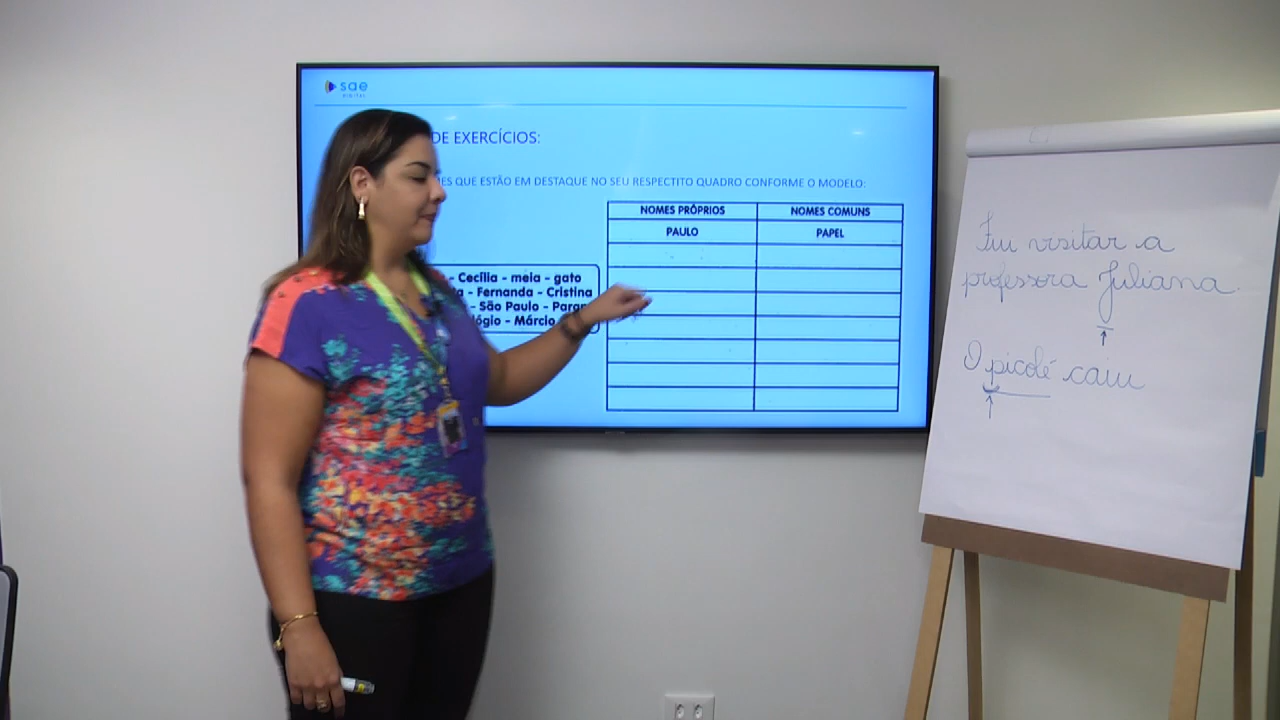 sae
DIGITAL
DE EXERCÍCIOS:
QUE ESTÃO EM DESTAQUE NO SEU RESPECTITO QUADRO CONFORME O MODELO:
NOMES PRÓPRIOS NOMES COMUNS
PAULO PAPEL
- Cecília - meia - gato
- Fernanda - Cristina
- São Paulo -
- Márcio
Fui visitar a
professora Juliana.
O picolé caiu